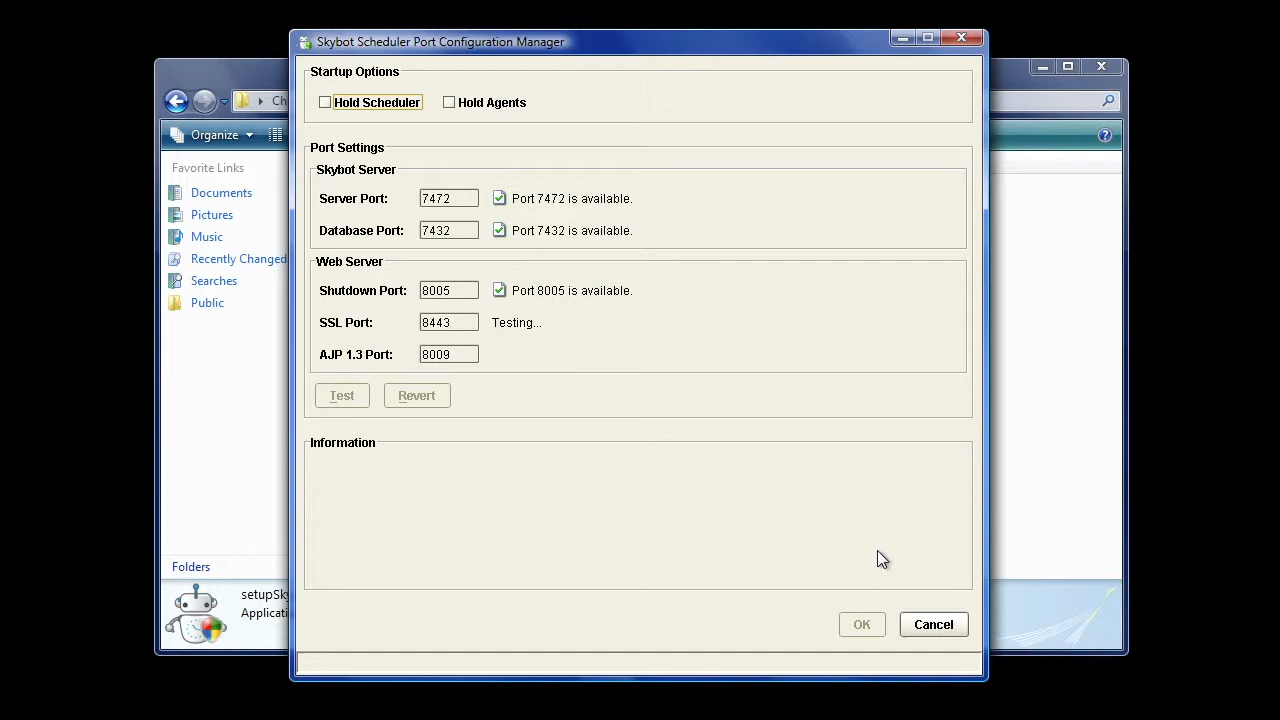 Skybot Scheduler Port Configuration Manager
Startup Options
Hold Scheduler Hold Agents
Ch
Organize
Port Settings
Favorite Links
Skybot Server
Documents
Server Port: 7472 Port 7472 is available.
Pictures
Database Port: 7432 Port 7432 is available.
Music
Recently Changed
Web Server
Searches
Shutdown Port: 8005 Port 8005 is available.
Public
SSL Port: 8443 Testing...
AJP 1.3 Port: 8009
Test Revert
Information
Folders
setupSky
Applicati
OK Cancel